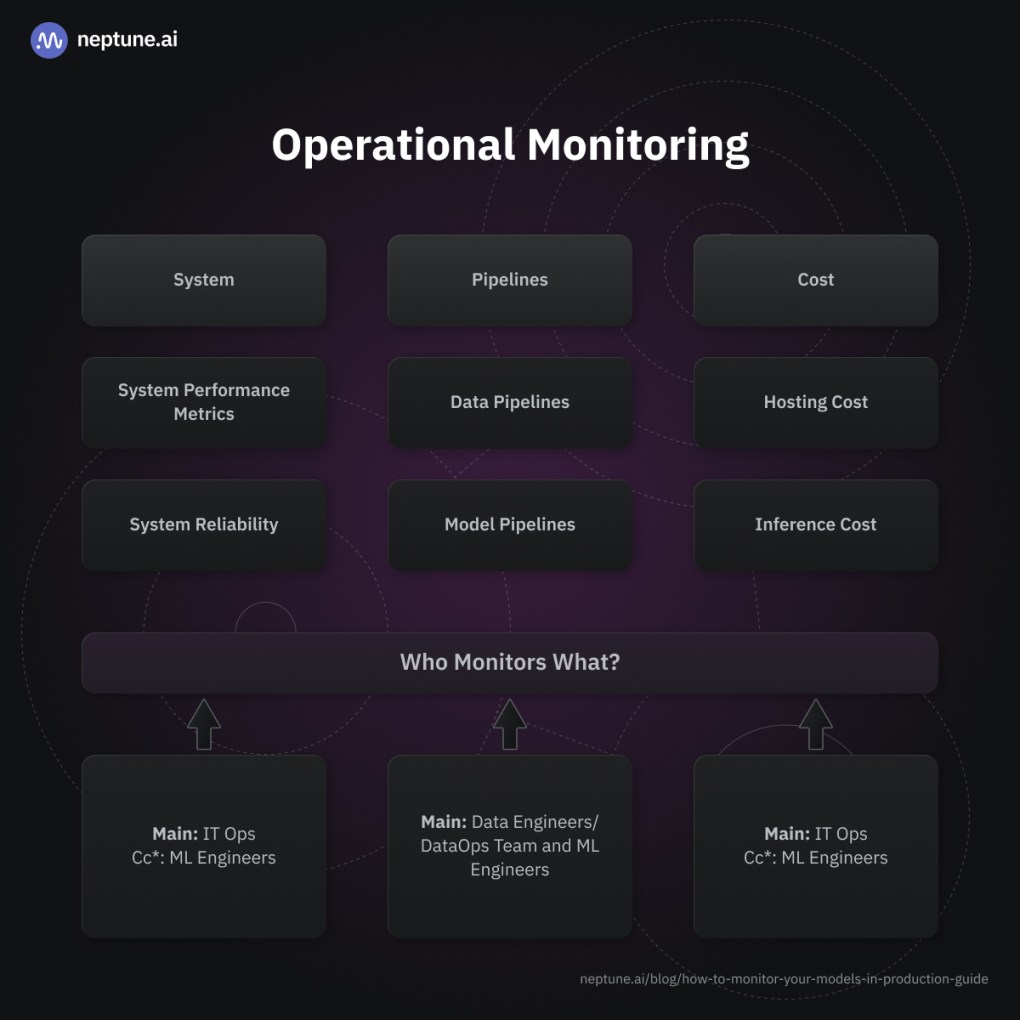 neptune.ai
Operational Monitoring
System
Pipelines
Cost
System Performance
Metrics
Data Pipelines
Hosting Cost
System Reliability
Model Pipelines
Inference Cost
Who Monitors What?
Main: IT Ops
Cc*: ML Engineers
Main: Data Engineers/
DataOps Team and ML
Engineers
Main: IT Ops
Cc*: ML Engineers
neptune.ai/blog/how-to-monitor-your-models-in-production-guide